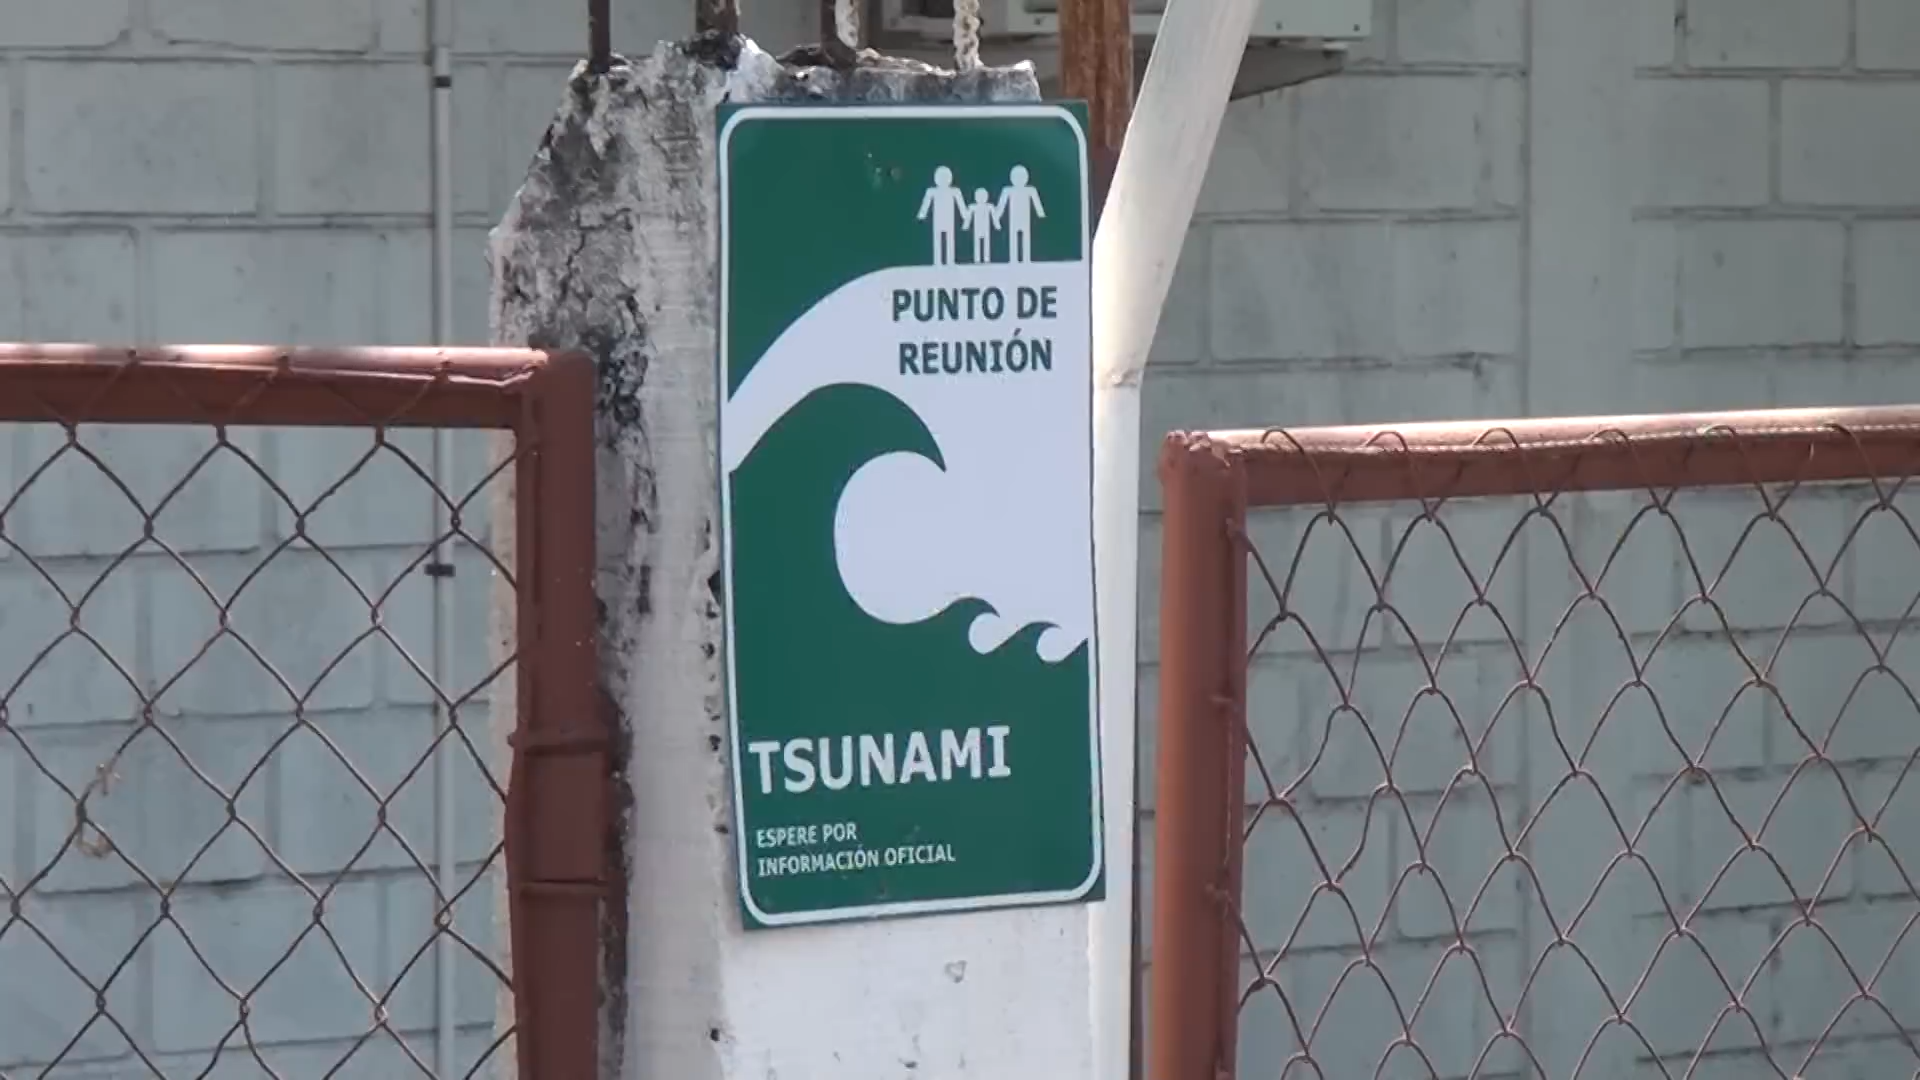 PUNTO DE
REUNIÓN
TSUNAMI
ESPERE POR
INFORMACIÓN OFICIAL